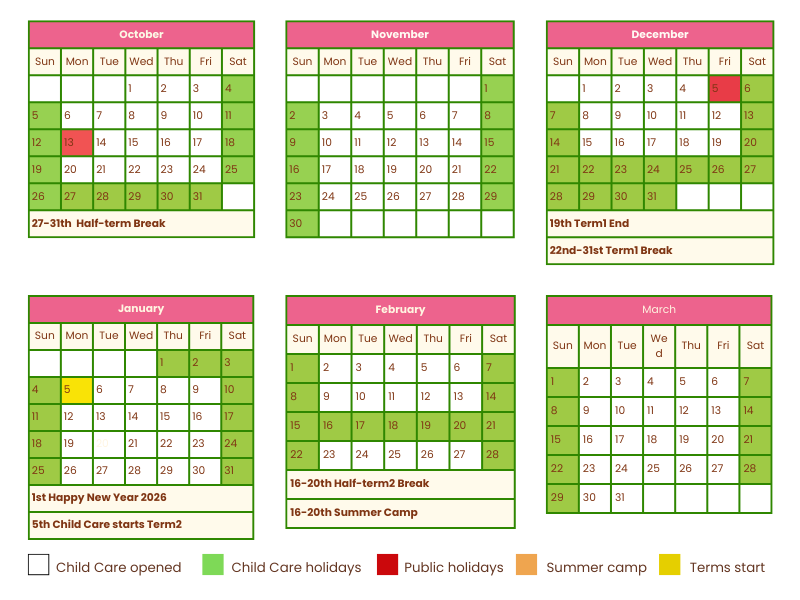 October
Sun Mon Tue Wed Thu Fri Sat
1 2 3 4
5 6 7 8 9 10 11
12 13 14 15 16 17 18
19 20 21 22 23 24 25
26 27 28 29 30 31
27-31th Half-term Break
November
Sun Mon Tue Wed Thu Fri Sat
1
2 3 4 5 6 7 8
9 10 11 12 13 14 15
16 17 18 19 20 21 22
23 24 25 26 27 28 29
30
December
Sun Mon Tue Wed Thu Fri Sat
1 2 3 4 5 6
7 8 9 10 11 12 13
14 15 16 17 18 19 20
21 22 23 24 25 26 27
28 29 30 31
19th Term1 End
22nd-31st Term1 Break
January
Sun Mon Tue Wed Thu Fri Sat
1 2 3
4 5 6 7 8 9 10
11 12 13 14 15 16 17
18 19 20 21 22 23 24
25 26 27 28 29 30 31
1st Happy New Year 2026
5th Child Care starts Term2
February
Sun Mon Tue Wed Thu Fri Sat
1 2 3 4 5 6 7
8 9 10 11 12 13 14
15 16 17 18 19 20 21
22 23 24 25 26 27 28
16-20th Half-term2 Break
16-20th Summer Camp
March
Sun Mon Tue We Thu Fri Sat
d
1 2 3 4 5 6 7
8 9 10 11 12 13 14
15 16 17 18 19 20 21
22 23 24 25 26 27 28
29 30 31
Child Care opened Child Care holidays Public holidays Summer camp Terms start